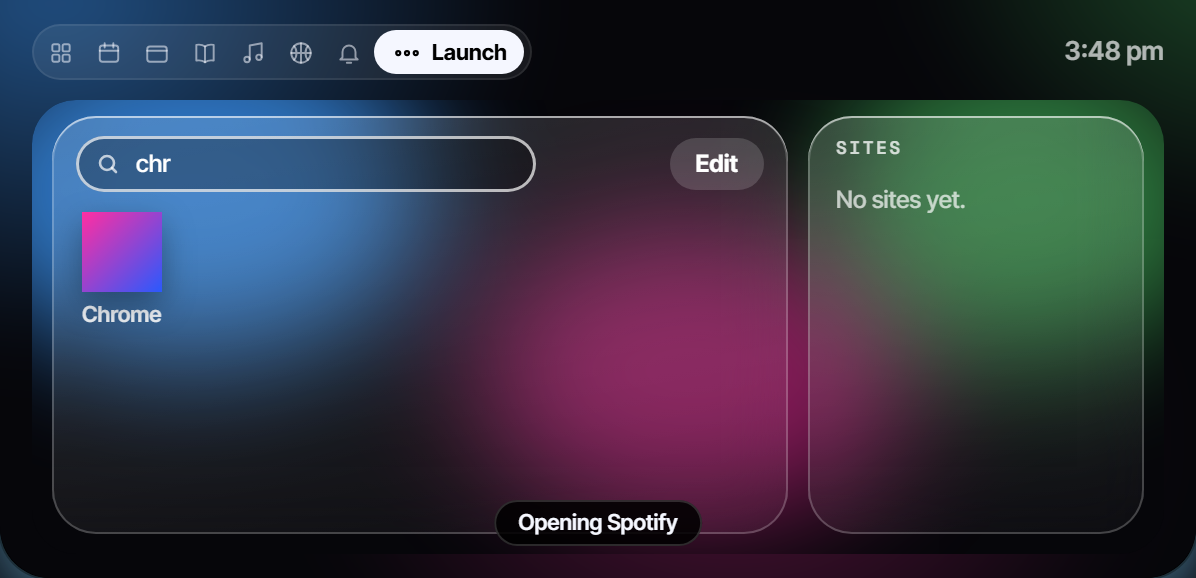 Launch
3:48 pm
chr
Edit
Chrome
SITES
No sites yet.
Opening Spotify